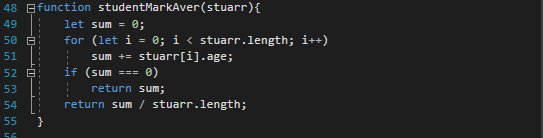 48 function studentMarkAver(stuarr){
49 let sum = 0;
50 for (let i = 0; i < stuarr.length; i++)
51 sum += stuarr[i].age;
52 if (sum === 0)
53 return sum;
54 return sum / stuarr.length;
55 }
56